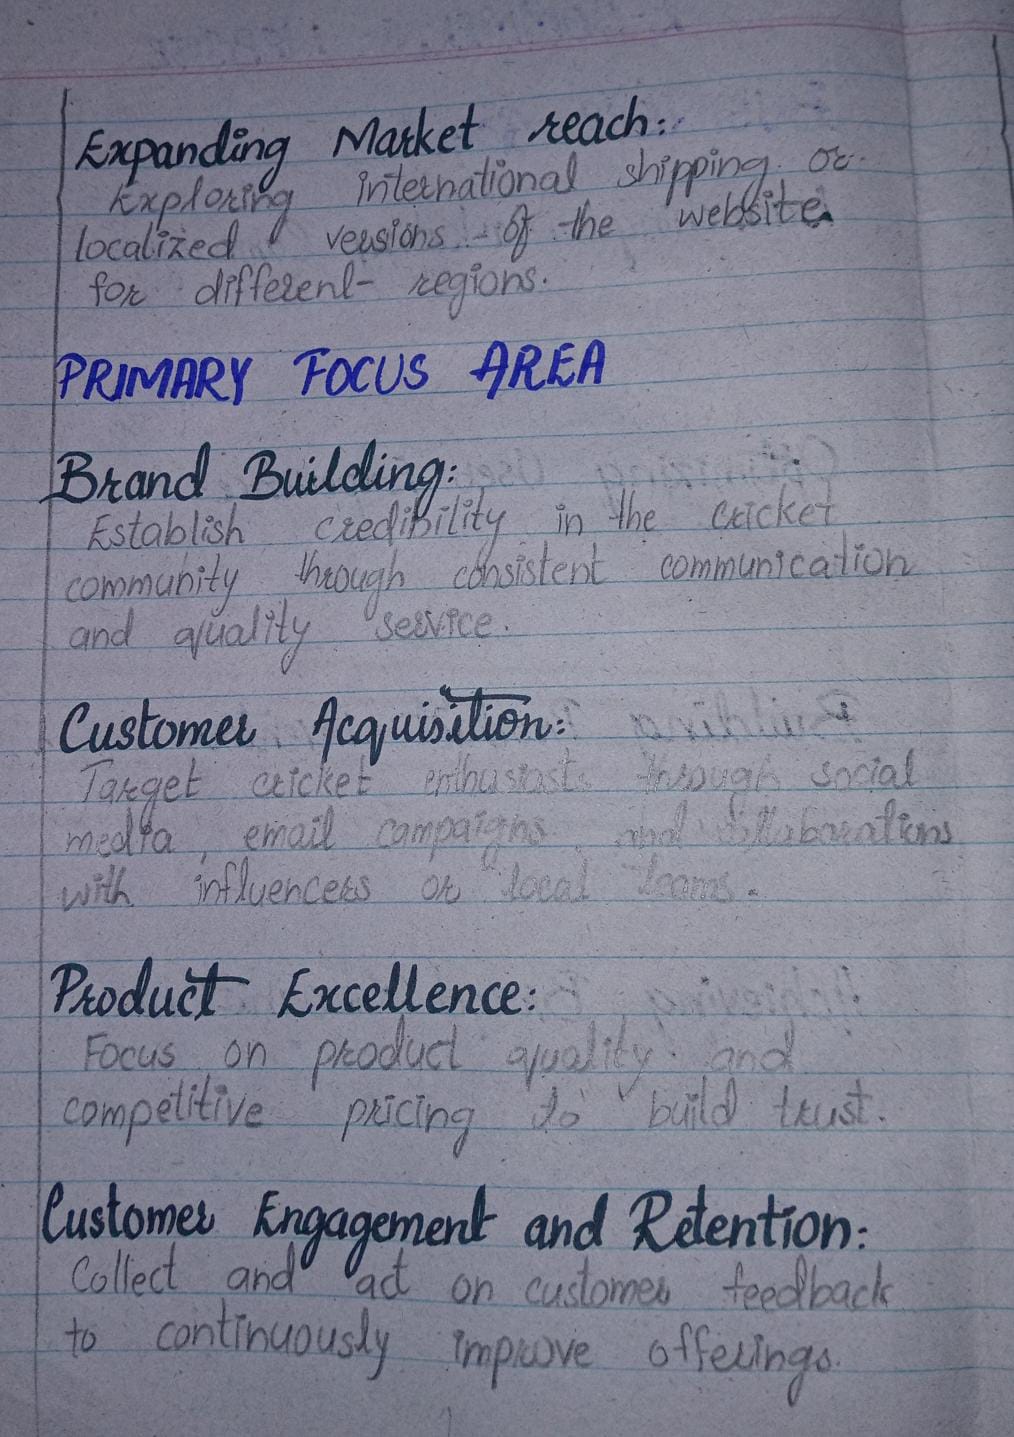 Expanding Market reach:
Exploring international shipping or
localized versions of the website
for different regions.
PRIMARY FOCUS AREA
Brand Building:
Establish credibility in the cricket
community through consistent communication
and quality service.
Customer Acquisition:
Target cricket enthusiasts through social
media, email campaigns, and collaborations
with influencers or local teams.
Product Excellence:
Focus on product quality and
competitive pricing to build trust.
Customer Engagement and Retention:
Collect and act on customer feedback
to continuously improve offerings.